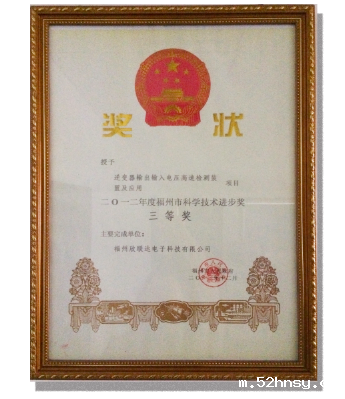 奖状
授予
逆变器输出输入电压高速检测装
置及应用 项目
二〇一二年度福州市科学技术进步奖
三等奖
主要完成单位：
福州欣联达电子科技有限公司
m.52hnsy.c